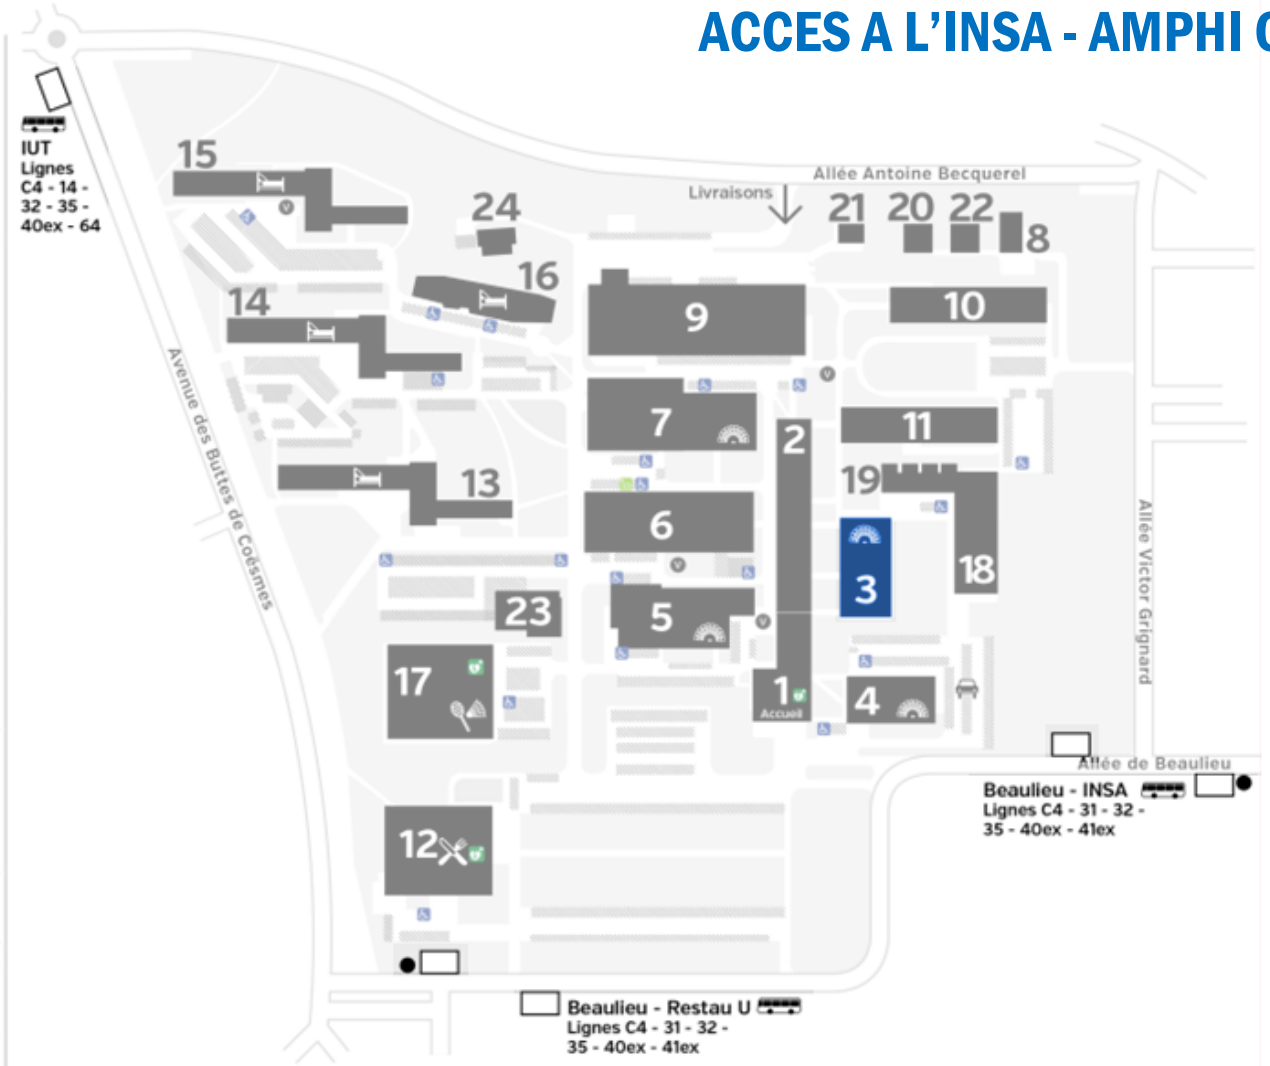 ACCES A L'INSA - AMPHI
IUT
Lignes
C4 - 14 -
32 - 35 -
40ex - 64
Allée Antoine Becquerel
Livraisons
15
24
21
20
22
8
16
14
9
10
7
2
11
13
19
6
3
18
23
5
17
1
Accueil
4
12
Avenue des Buttes de Coësmes
Allée Victor Grignard
Allée de Beaulieu
Beaulieu - INSA
Lignes C4 - 31 - 32 -
35 - 40ex - 41ex
Beaulieu - Restau U
Lignes C4 - 31 - 32 -
35 - 40ex - 41ex